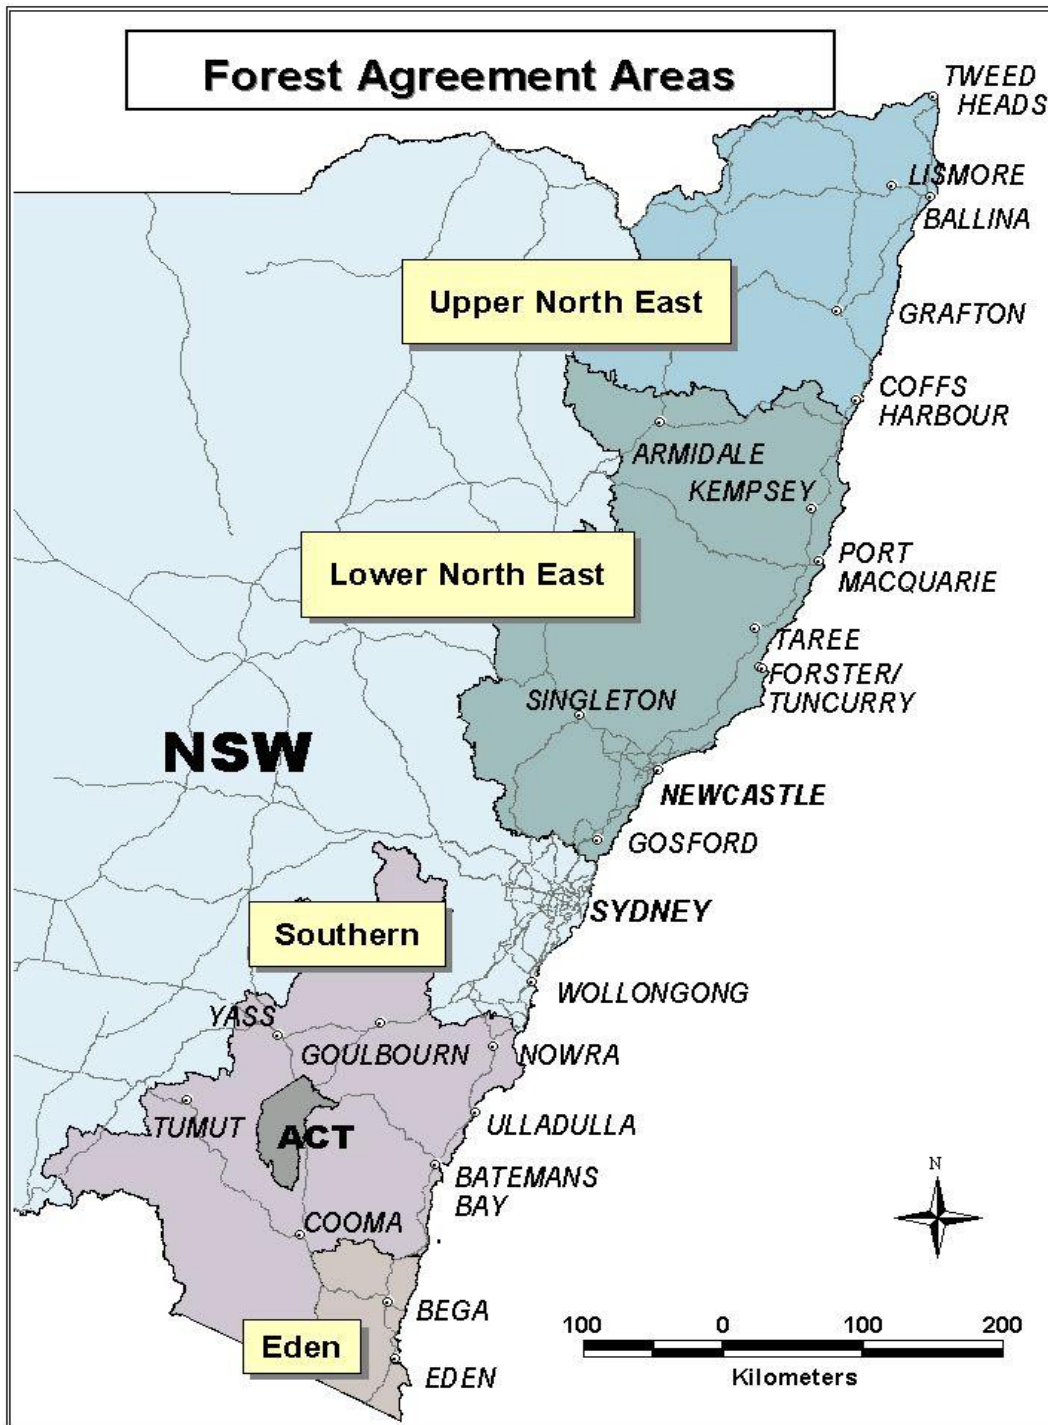 Forest Agreement Areas
TWEED
HEADS
LISMORE
BALLINA
Upper North East
GRAFTON
COFFS
HARBOUR
ARMIDALE
KEMPSEY
Lower North East
PORT
MACQUARIE
TAREE
FORSTER/
TUNCURRY
SINGLETON
NSW
NEWCASTLE
GOSFORD
SYDNEY
Southern
WOLLONGONG
YASS
GOULBOURN
NOWRA
TUMUT
ACT
ULLADULLA
BATEMANS
BAY
N
COOMA
BEGA
Eden
EDEN
100 0 100 200
Kilometers